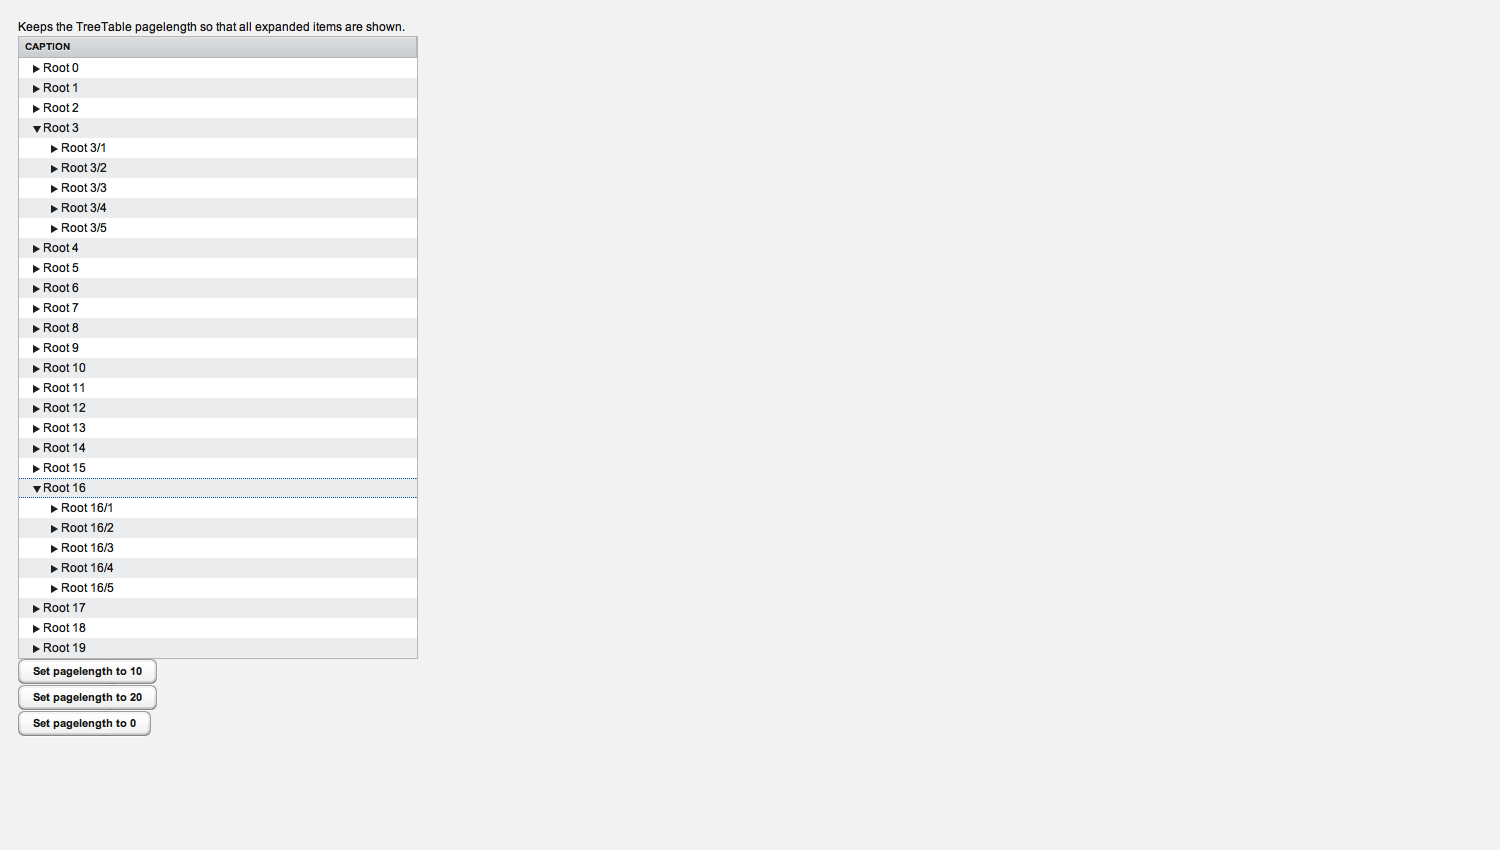 Keeps the TreeTable pagelength so that all expanded items are shown.
CAPTION
Root 0
Root 1
Root 2
Root 3
Root 3/1
Root 3/2
Root 3/3
Root 3/4
Root 3/5
Root 4
Root 5
Root 6
Root 7
Root 8
Root 9
Root 10
Root 11
Root 12
Root 13
Root 14
Root 15
Root 16
Root 16/1
Root 16/2
Root 16/3
Root 16/4
Root 16/5
Root 17
Root 18
Root 19
Set pagelength to 10
Set pagelength to 20
Set pagelength to 0